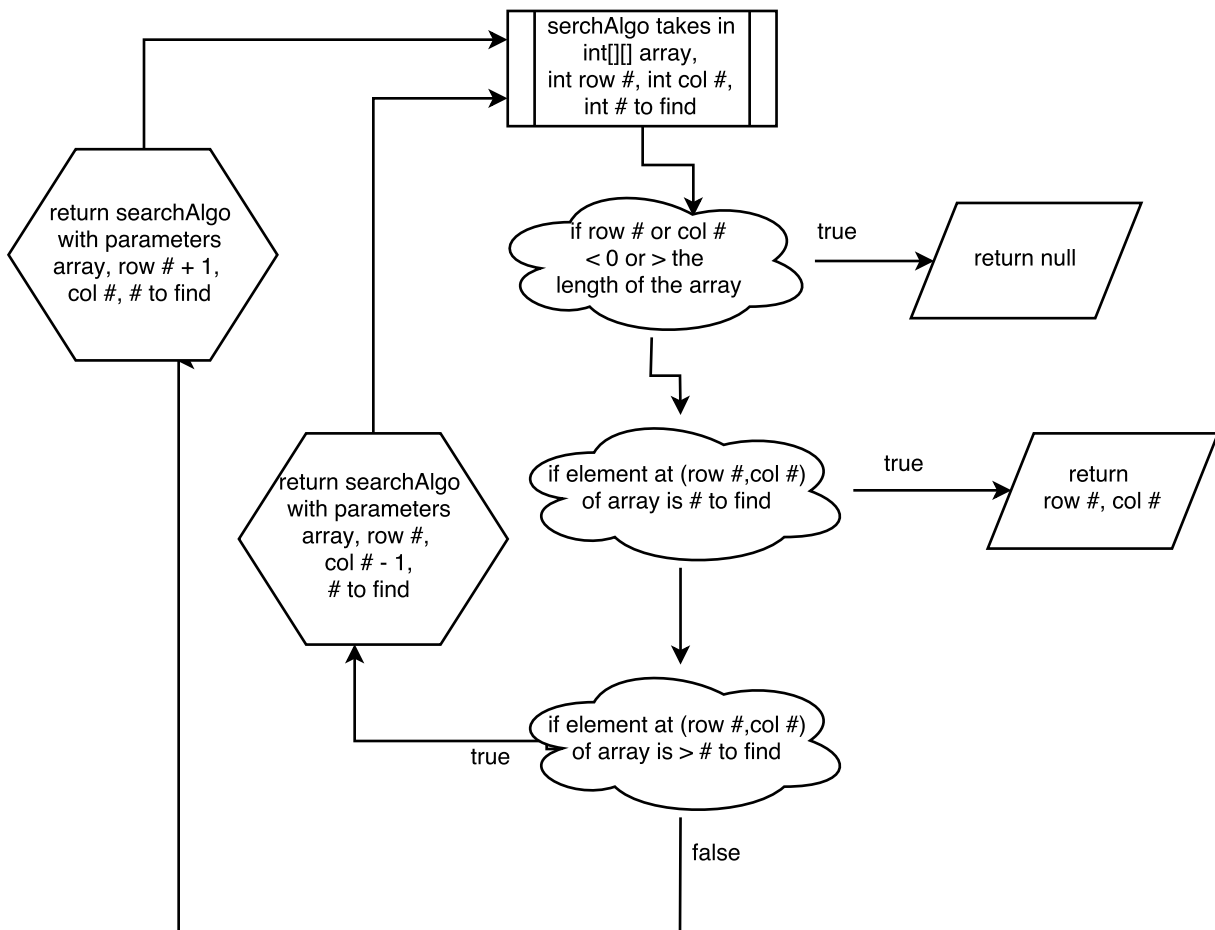 serchAlgo takes in
int[][] array,
int row #, int col #,
int # to find
if row # or col #
< 0 or > the
length of the array
true
return null
return searchAlgo
with parameters
array, row # + 1,
col #, # to find
if element at (row #,col #)
of array is # to find
true
return
row #, col #
return searchAlgo
with parameters
array, row #,
col # - 1,
# to find
if element at (row #,col #)
of array is > # to find
true
false